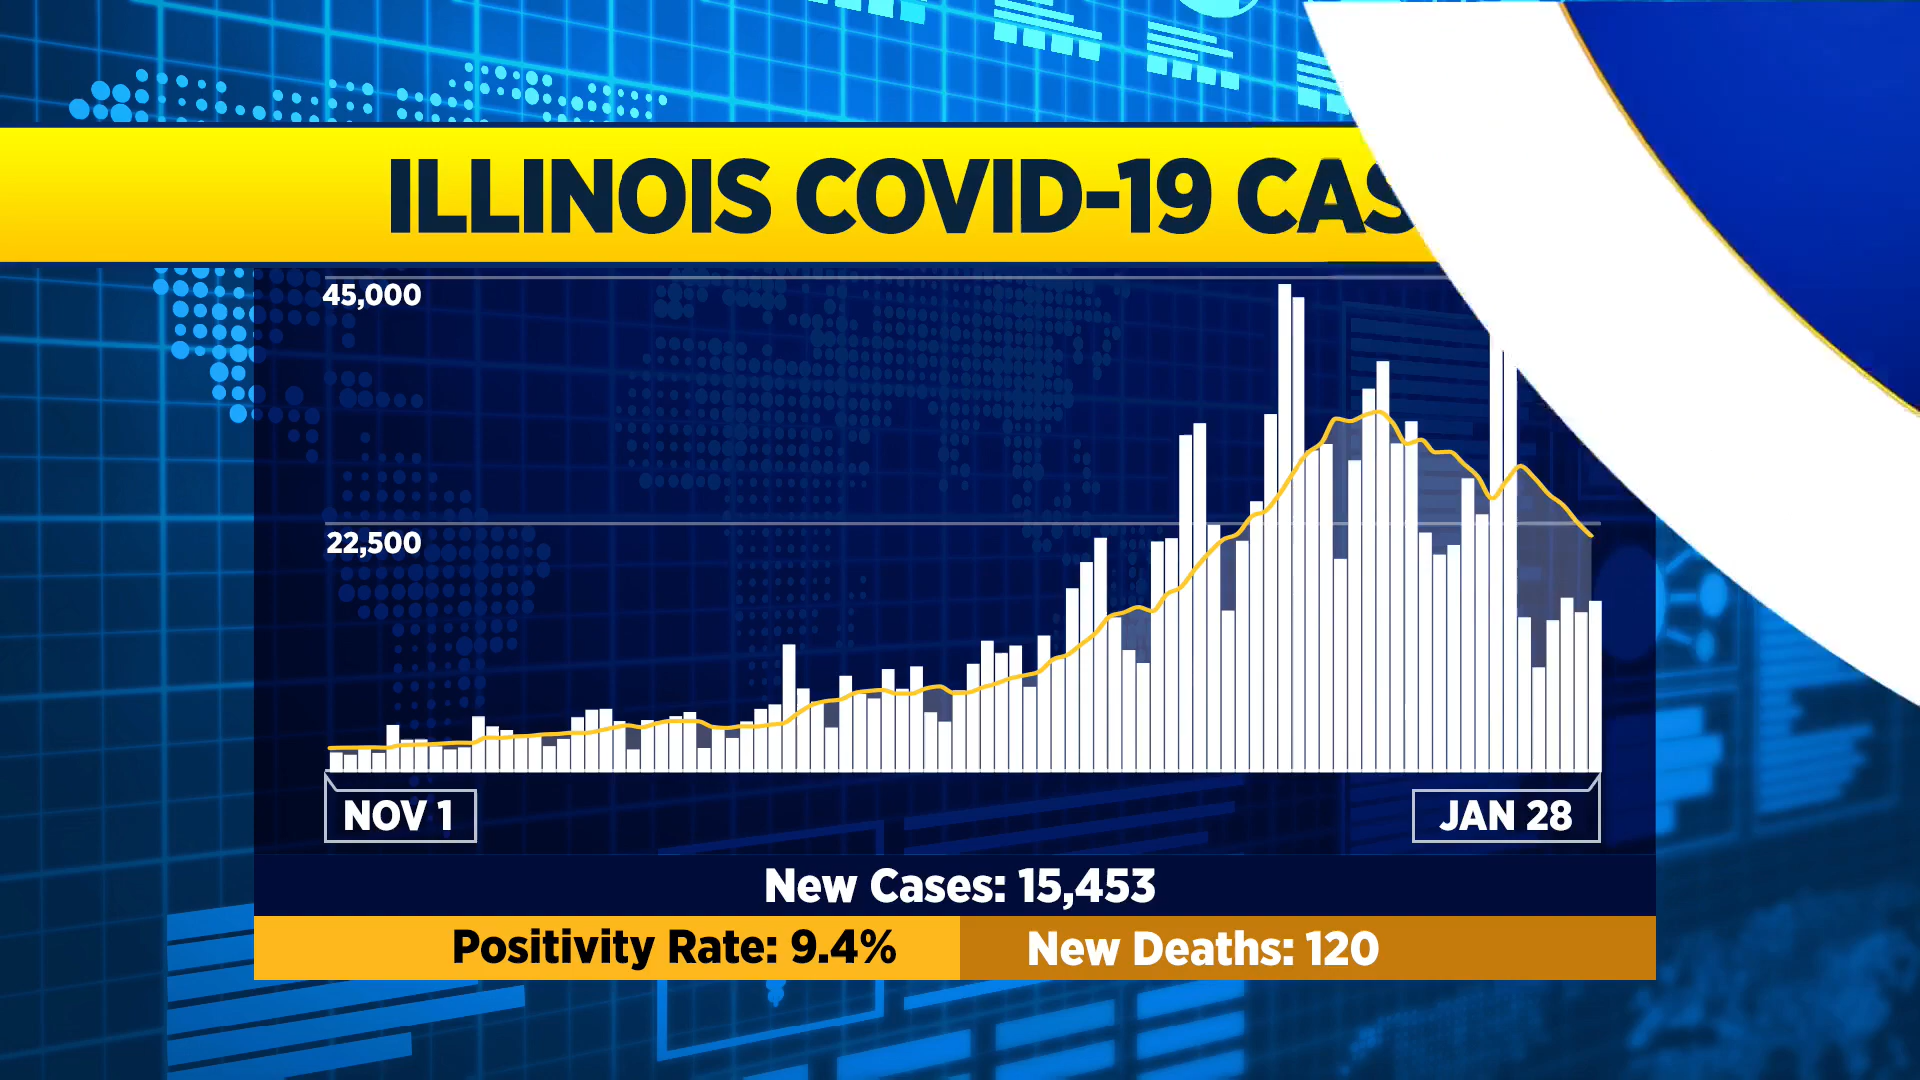 ILLINOIS COVID-19 CAS
45,000
22,500
NOV 1
JAN 28
New Cases: 15,453
Positivity Rate: 9.4%
New Deaths: 120